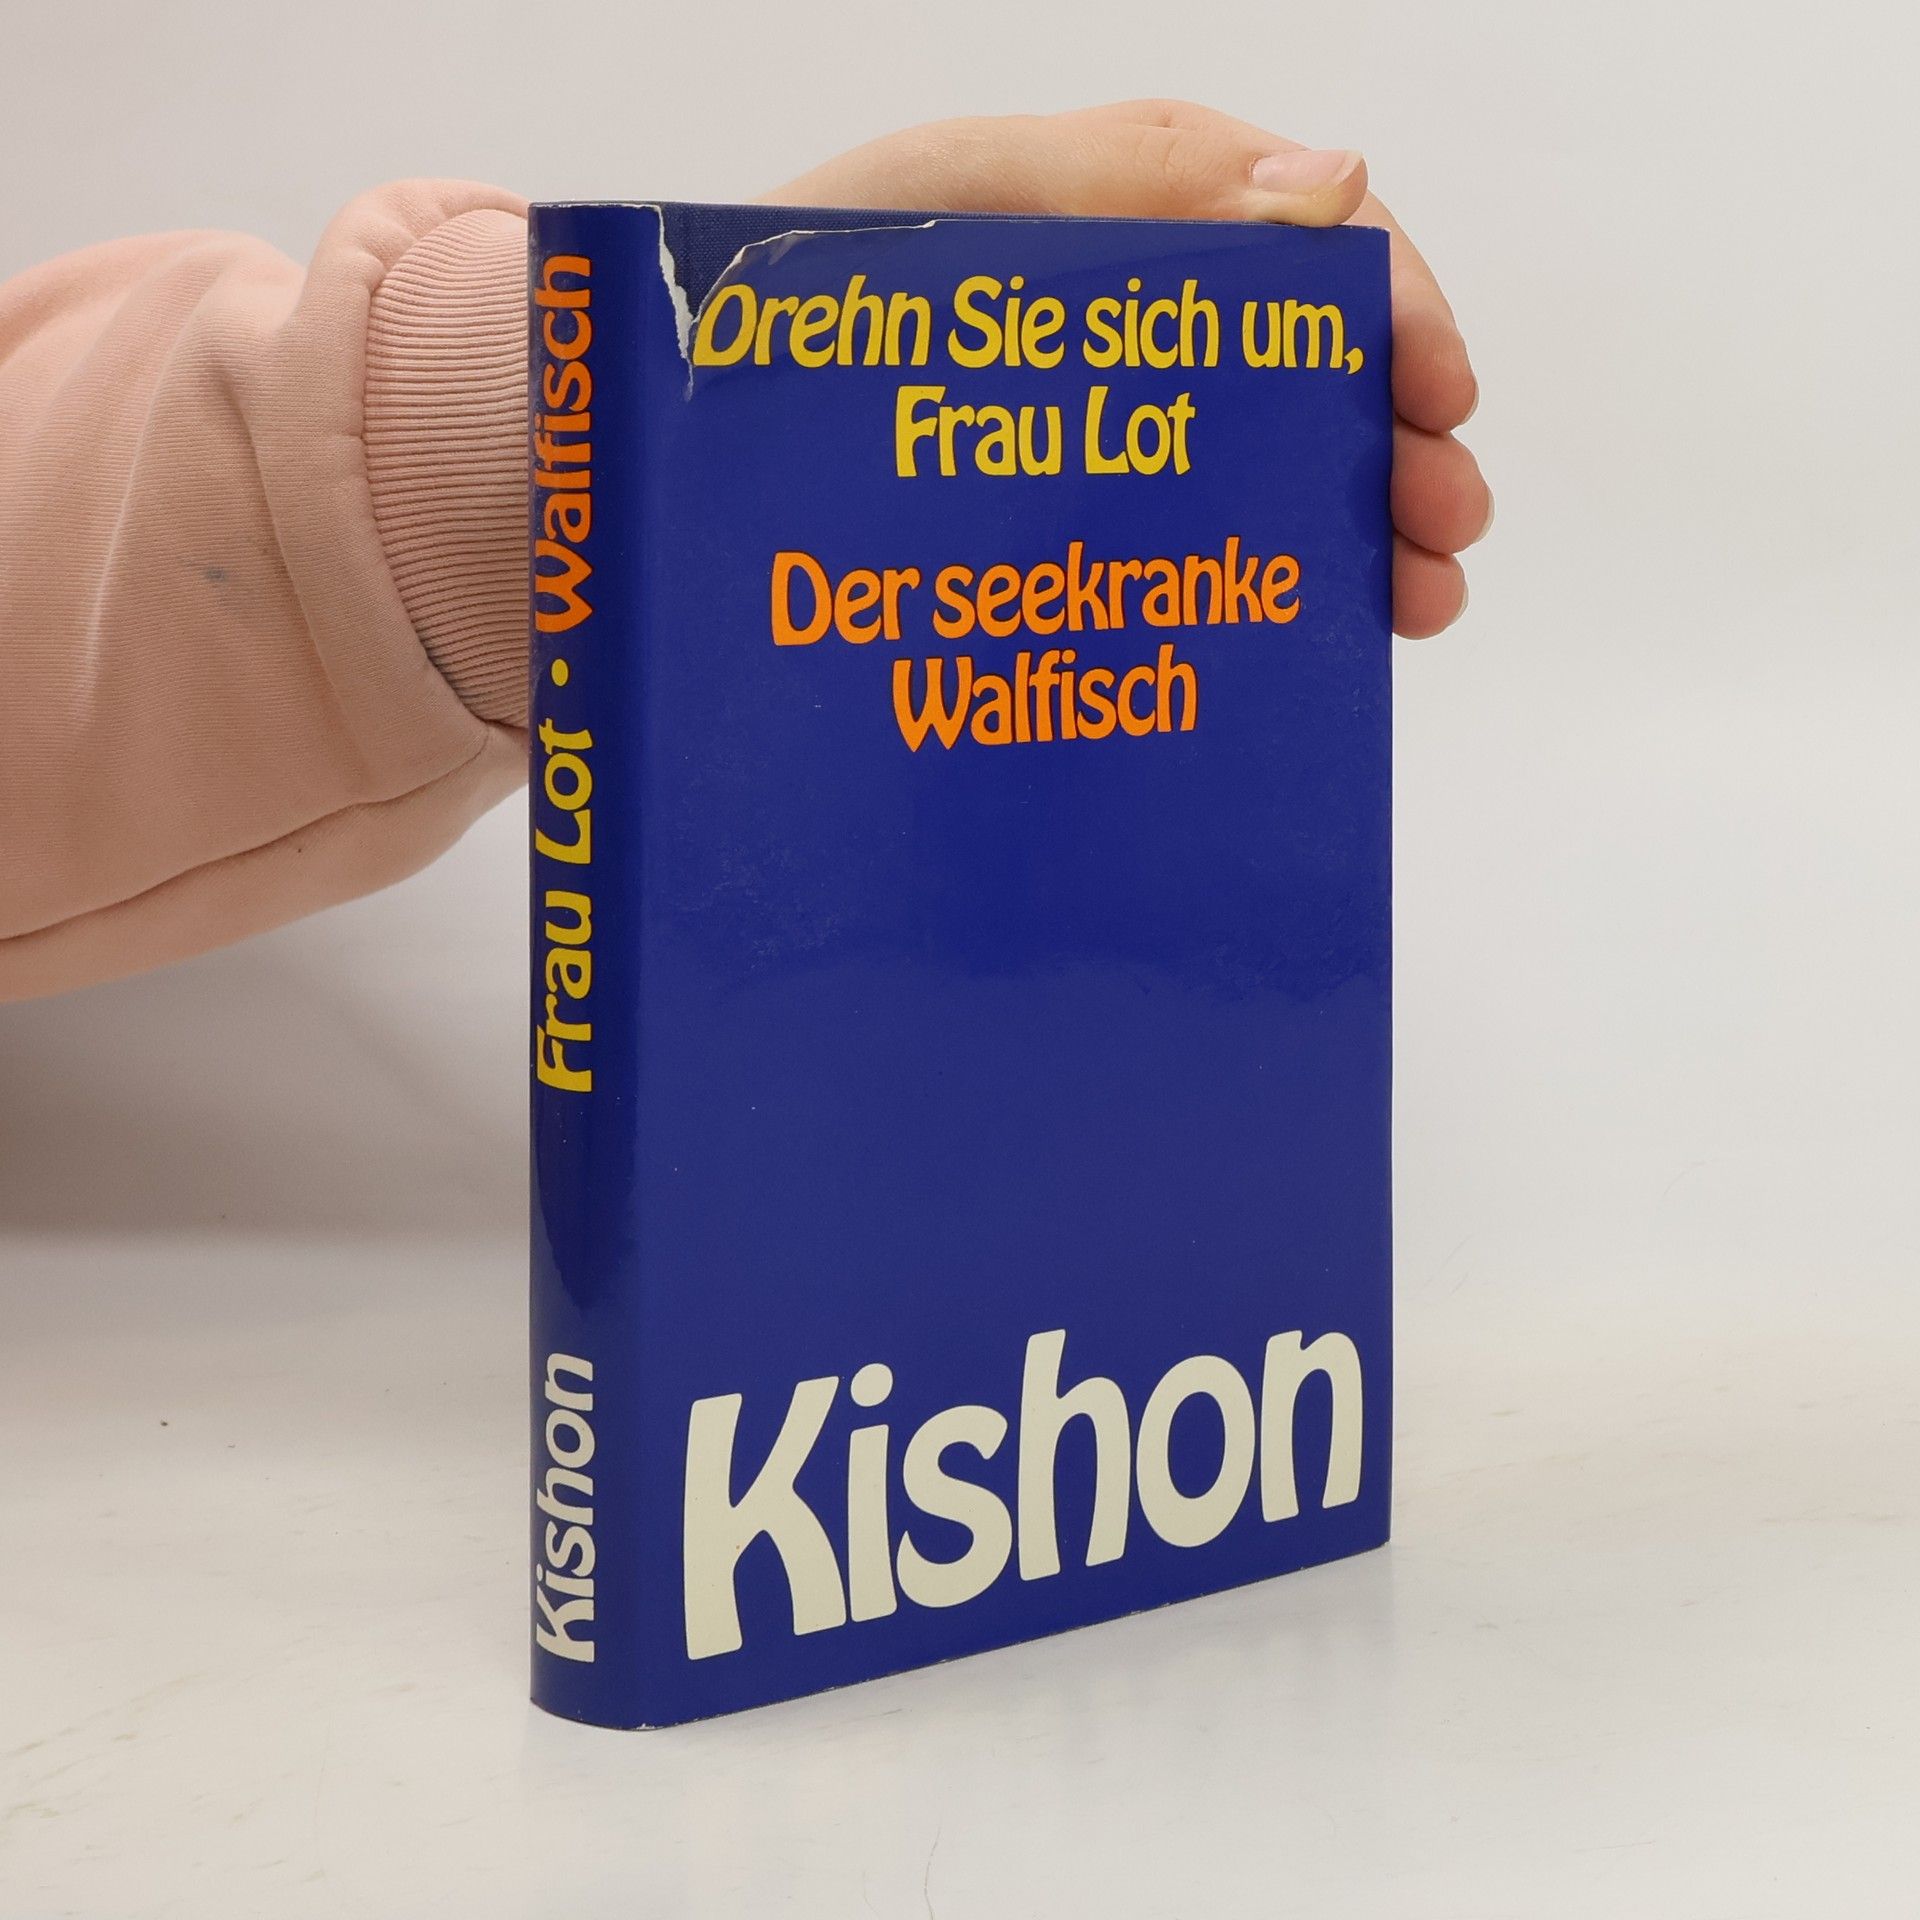 Drehn Sie sich um,
Frau Lot
Der seekranke
Walfisch
Kishon
Kishon Frau Lot · Walfisch